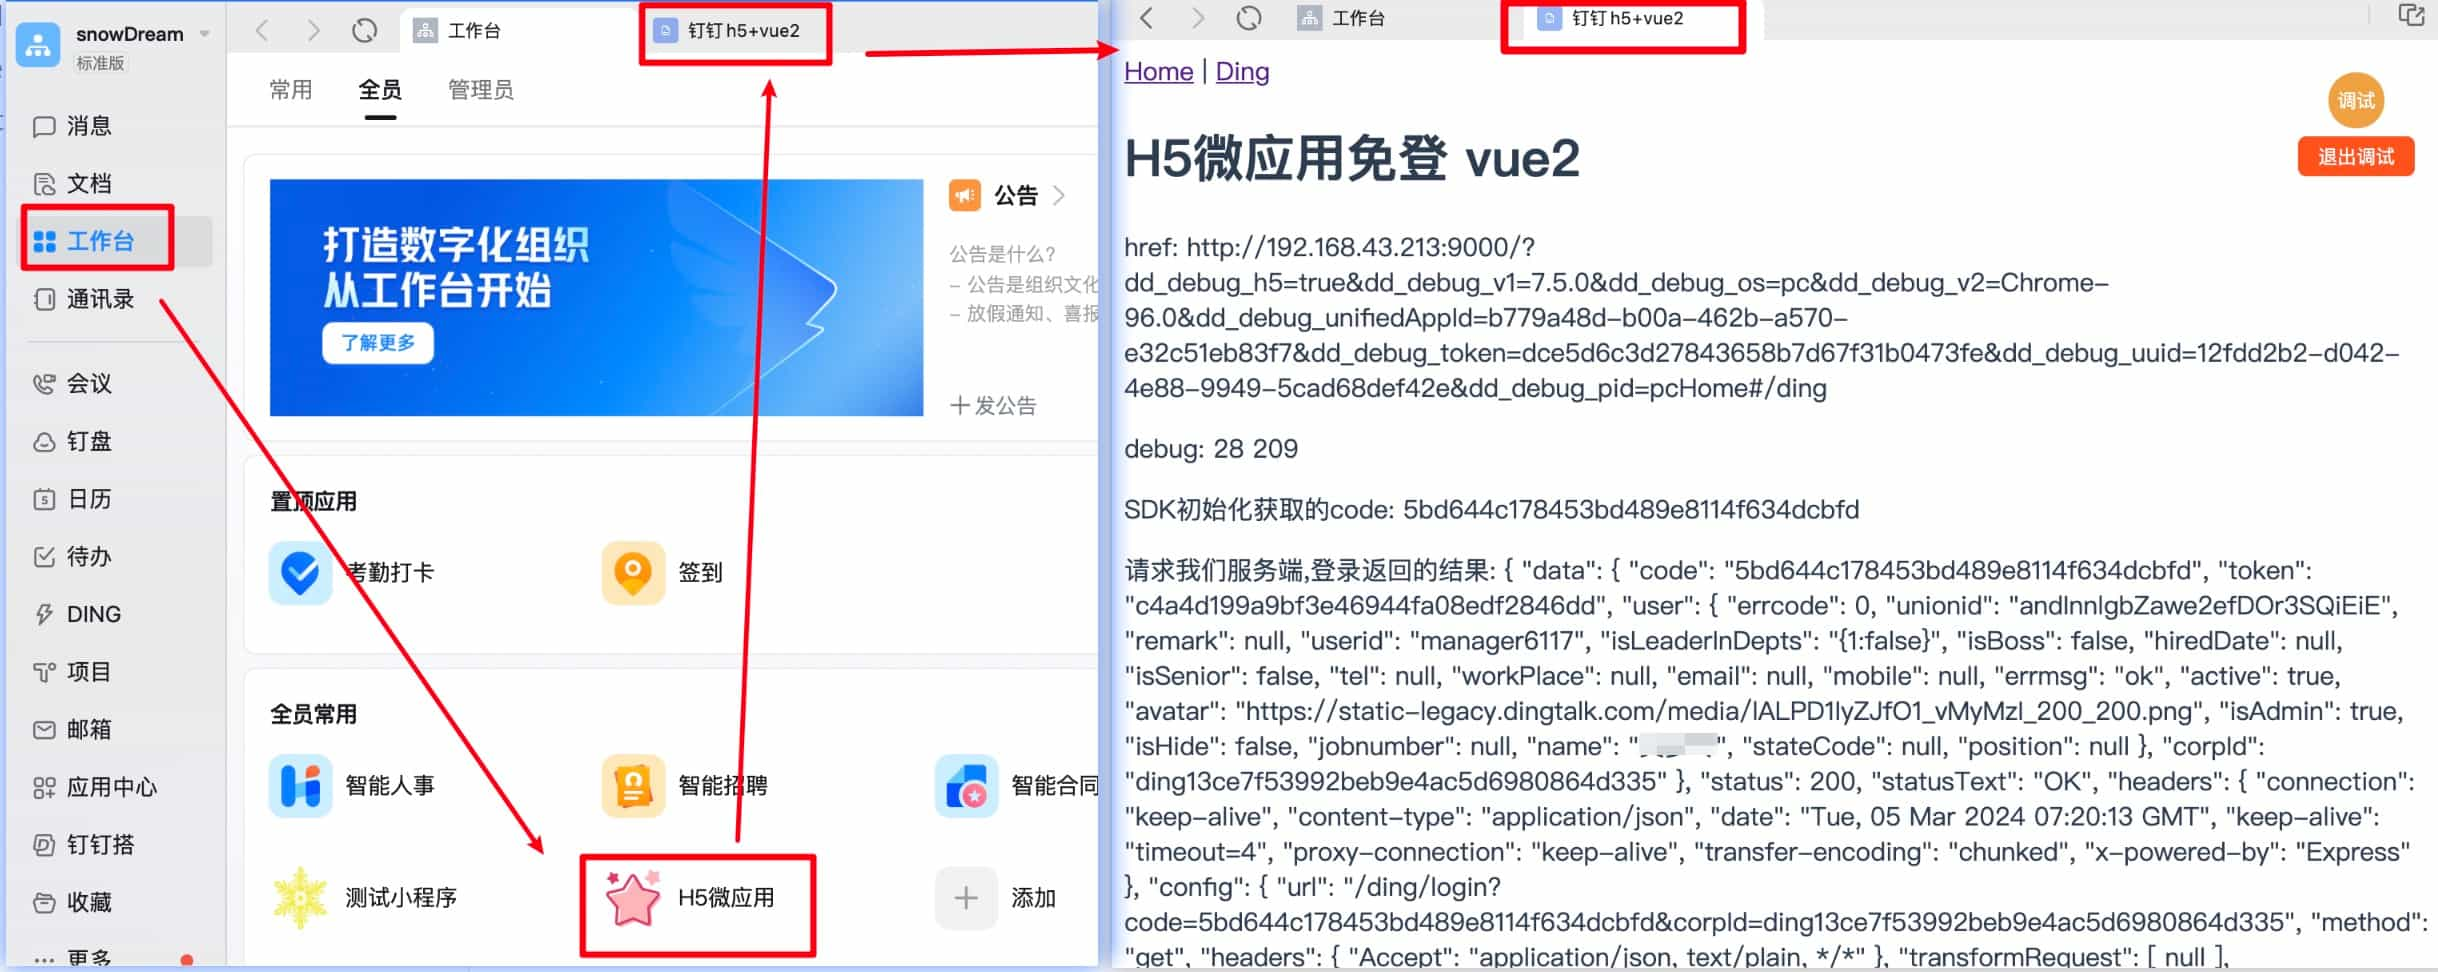 snowDream
标准版
消息
文档
工作台
通讯录
会议
钉盘
日历
待办
DING
项目
邮箱
应用中心
钉钉搭
收藏
更多
工作台
钉钉 h5+vue2
常用
全员
管理员
打造数字化组织
从工作台开始
了解更多
公告
公告是什么?
- 公告是组织文化
- 放假通知、喜报
发公告
置顶应用
考勤打卡
签到
全员常用
智能人事
智能招聘
智能合同
测试小程序
H5微应用
添加
工作台
钉钉 h5+vue2
Home | Ding
调试
退出调试
H5微应用免登 vue2
href: http://192.168.43.213:9000/?
dd_debug_h5=true&dd_debug_v1=7.5.0&dd_debug_os=pc&dd_debug_v2=Chrome-
96.0&dd_debug_unifiedAppId=b779a48d-b00a-462b-a570-
e32c51eb83f7&dd_debug_token=dce5d6c3d27843658b7d67f31b0473fe&dd_debug_uuid=12fdd2b2-d042-
4e88-9949-5cad68def42e&dd_debug_pid=pcHome#/ding
debug: 28 209
SDK初始化获取的code: 5bd644c178453bd489e8114f634dcbfd
请求我们服务端,登录返回的结果: { "data": { "code": "5bd644c178453bd489e8114f634dcbfd", "token":
"c4a4d199a9bf3e46944fa08edf2846dd", "user": { "errcode": 0, "unionid": "andInnlgbZawe2efDOr3SQiEiE",
"remark": null, "userid": "manager6117", "isLeaderInDepts": "{1:false}", "isBoss": false, "hiredDate": null,
"isSenior": false, "tel": null, "workPlace": null, "email": null, "mobile": null, "errmsg": "ok", "active": true,
"avatar": "https://static-legacy.dingtalk.com/media/lALPD1lyZJfO1_vMyMzI_200_200.png", "isAdmin": true,
"isHide": false, "jobnumber": null, "name": "", "stateCode": null, "position": null }, "corpId":
"ding13ce7f53992beb9e4ac5d6980864d335" }, "status": 200, "statusText": "OK", "headers": { "connection":
"keep-alive", "content-type": "application/json", "date": "Tue, 05 Mar 2024 07:20:13 GMT", "keep-alive":
"timeout=4", "proxy-connection": "keep-alive", "transfer-encoding": "chunked", "x-powered-by": "Express"
}, "config": { "url": "/ding/login?
code=5bd644c178453bd489e8114f634dcbfd&corpId=ding13ce7f53992beb9e4ac5d6980864d335", "method":
"get", "headers": { "Accept": "application/json, text/plain, */*" }, "transformRequest": [ null ],